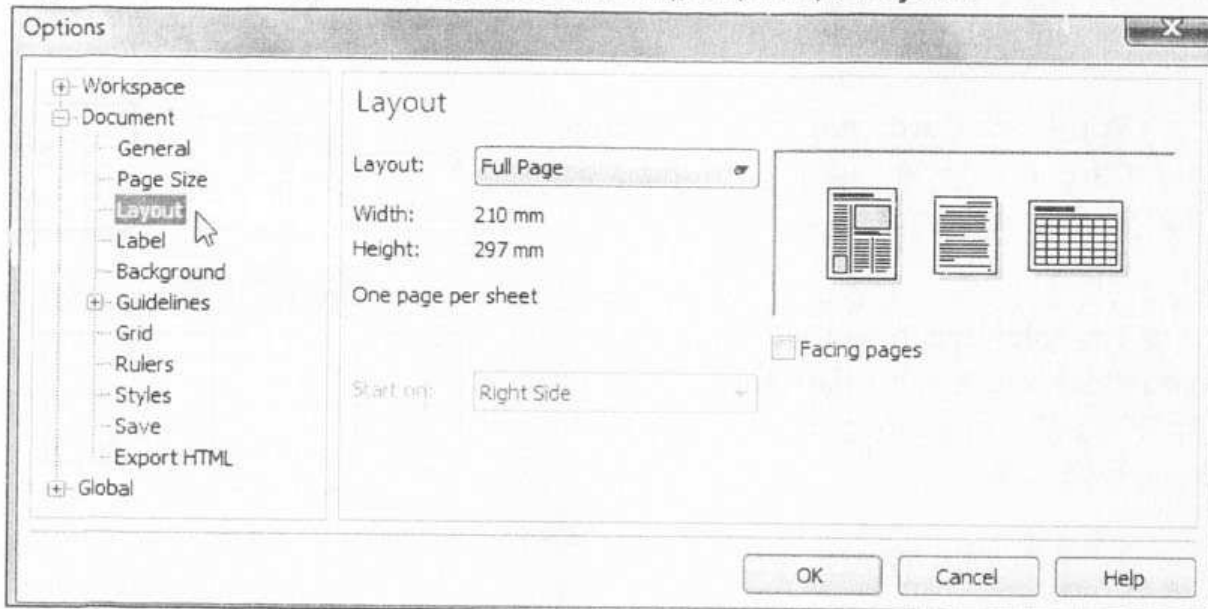 Options
Workspace
Document
General
Page Size
Layout
Label
Background
Guidelines
Grid
Rulers
Styles
Save
Export HTML
Global
Layout
Layout: Full Page
Width: 210 mm
Height: 297 mm
One page per sheet
Facing pages
Start on: Right Side
OK Cancel Help